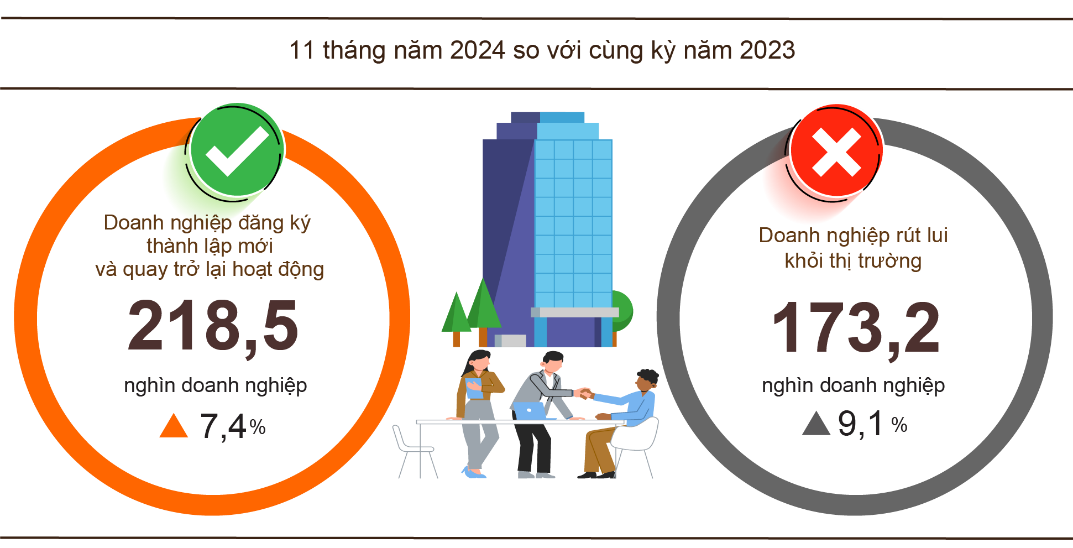 11 tháng năm 2024 so với cùng kỳ năm 2023
Doanh nghiệp đăng ký
thành lập mới
và quay trở lại hoạt động
218,5
nghìn doanh nghiệp
7,4%
Doanh nghiệp rút lui
khỏi thị trường
173,2
nghìn doanh nghiệp
9,1 %